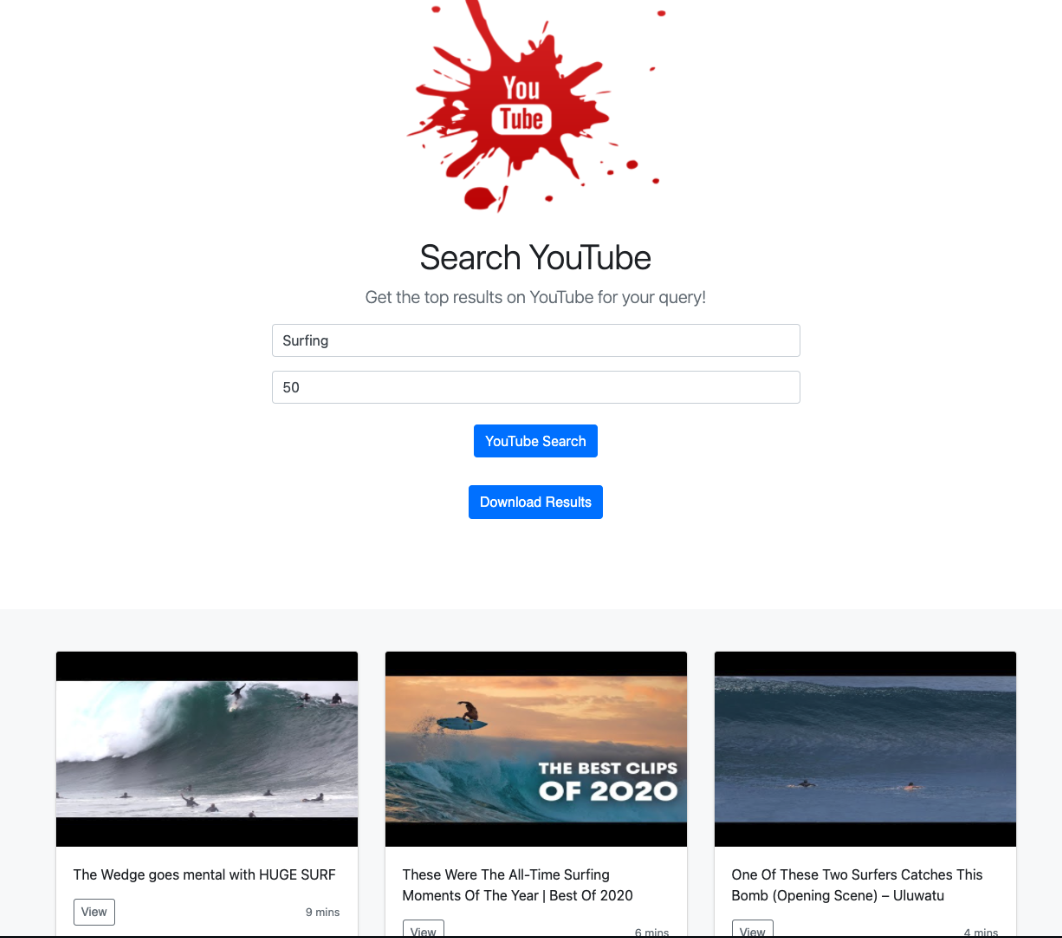 You
Tube
Search YouTube
Get the top results on YouTube for your query!
Surfing
50
YouTube Search
Download Results
THE BEST CLIPS
OF 2020
The Wedge goes mental with HUGE SURF
View
9 mins
These Were The All-Time Surfing
Moments Of The Year | Best Of 2020
View
6 mins
One Of These Two Surfers Catches This
Bomb (Opening Scene) – Uluwatu
View
4 mins